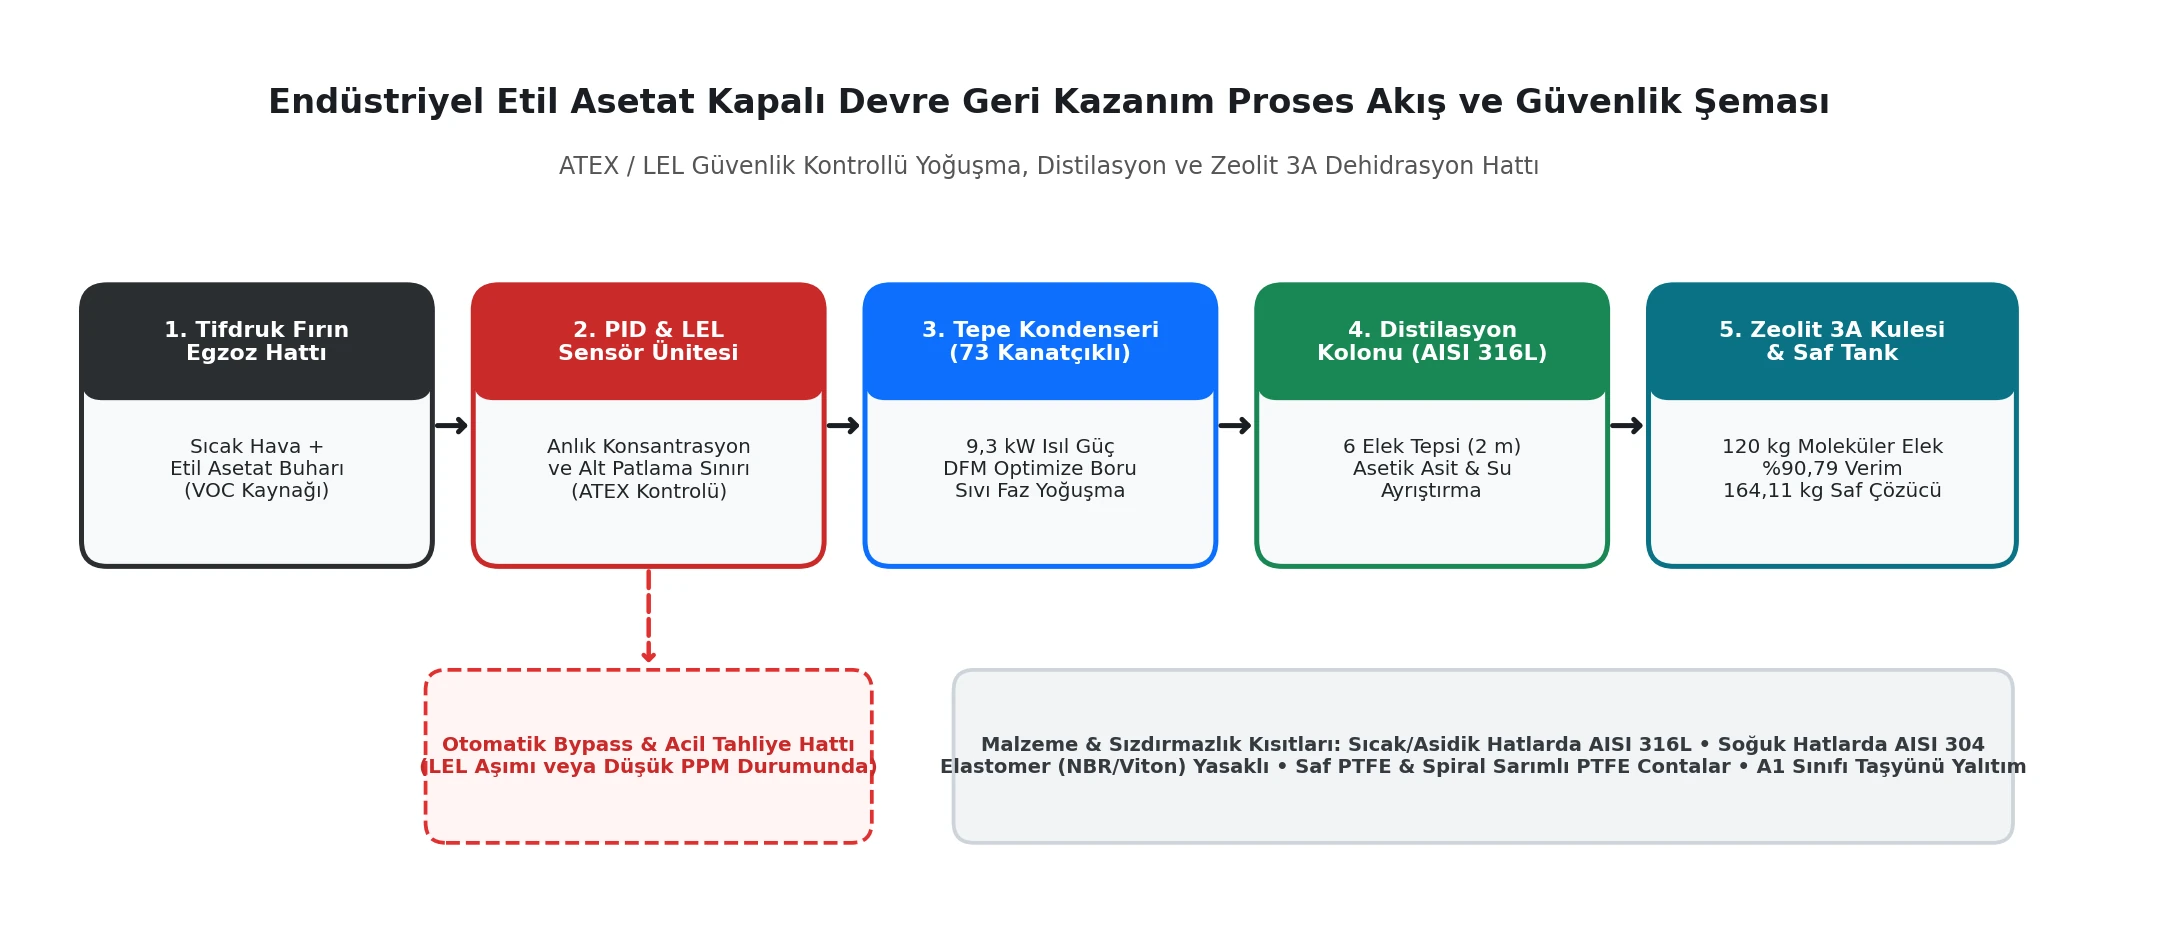 Endüstriyel Etil Asetat Kapalı Devre Geri Kazanım Proses Akış ve Güvenlik Şeması
ATEX / LEL Güvenlik Kontrollü Yoğuşma, Distilasyon ve Zeolit 3A Dehidrasyon Hattı
1. Tifdruk Fırın
Egzoz Hattı
Sıcak Hava +
Etil Asetat Buharı
(VOC Kaynağı)
2. PID & LEL
Sensör Ünitesi
Anlık Konsantrasyon
ve Alt Patlama Sınırı
(ATEX Kontrolü)
3. Tepe Kondenseri
(73 Kanatçıklı)
9,3 kW Isıl Güç
DFM Optimize Boru
Sıvı Faz Yoğuşma
4. Distilasyon
Kolonu (AISI 316L)
6 Elek Tepsi (2 m)
Asetik Asit & Su
Ayrıştırma
5. Zeolit 3A Kulesi
& Saf Tank
120 kg Moleküler Elek
%90,79 Verim
164,11 kg Saf Çözücü
Otomatik Bypass & Acil Tahliye Hattı
(LEL Aşımı veya Düşük PPM Durumunda)
Malzeme & Sızdırmazlık Kısıtları: Sıcak/Asidik Hatlarda AISI 316L • Soğuk Hatlarda AISI 304
Elastomer (NBR/Viton) Yasaklı • Saf PTFE & Spiral Sarımlı PTFE Contalar • A1 Sınıfı Taşyünü Yalıtım